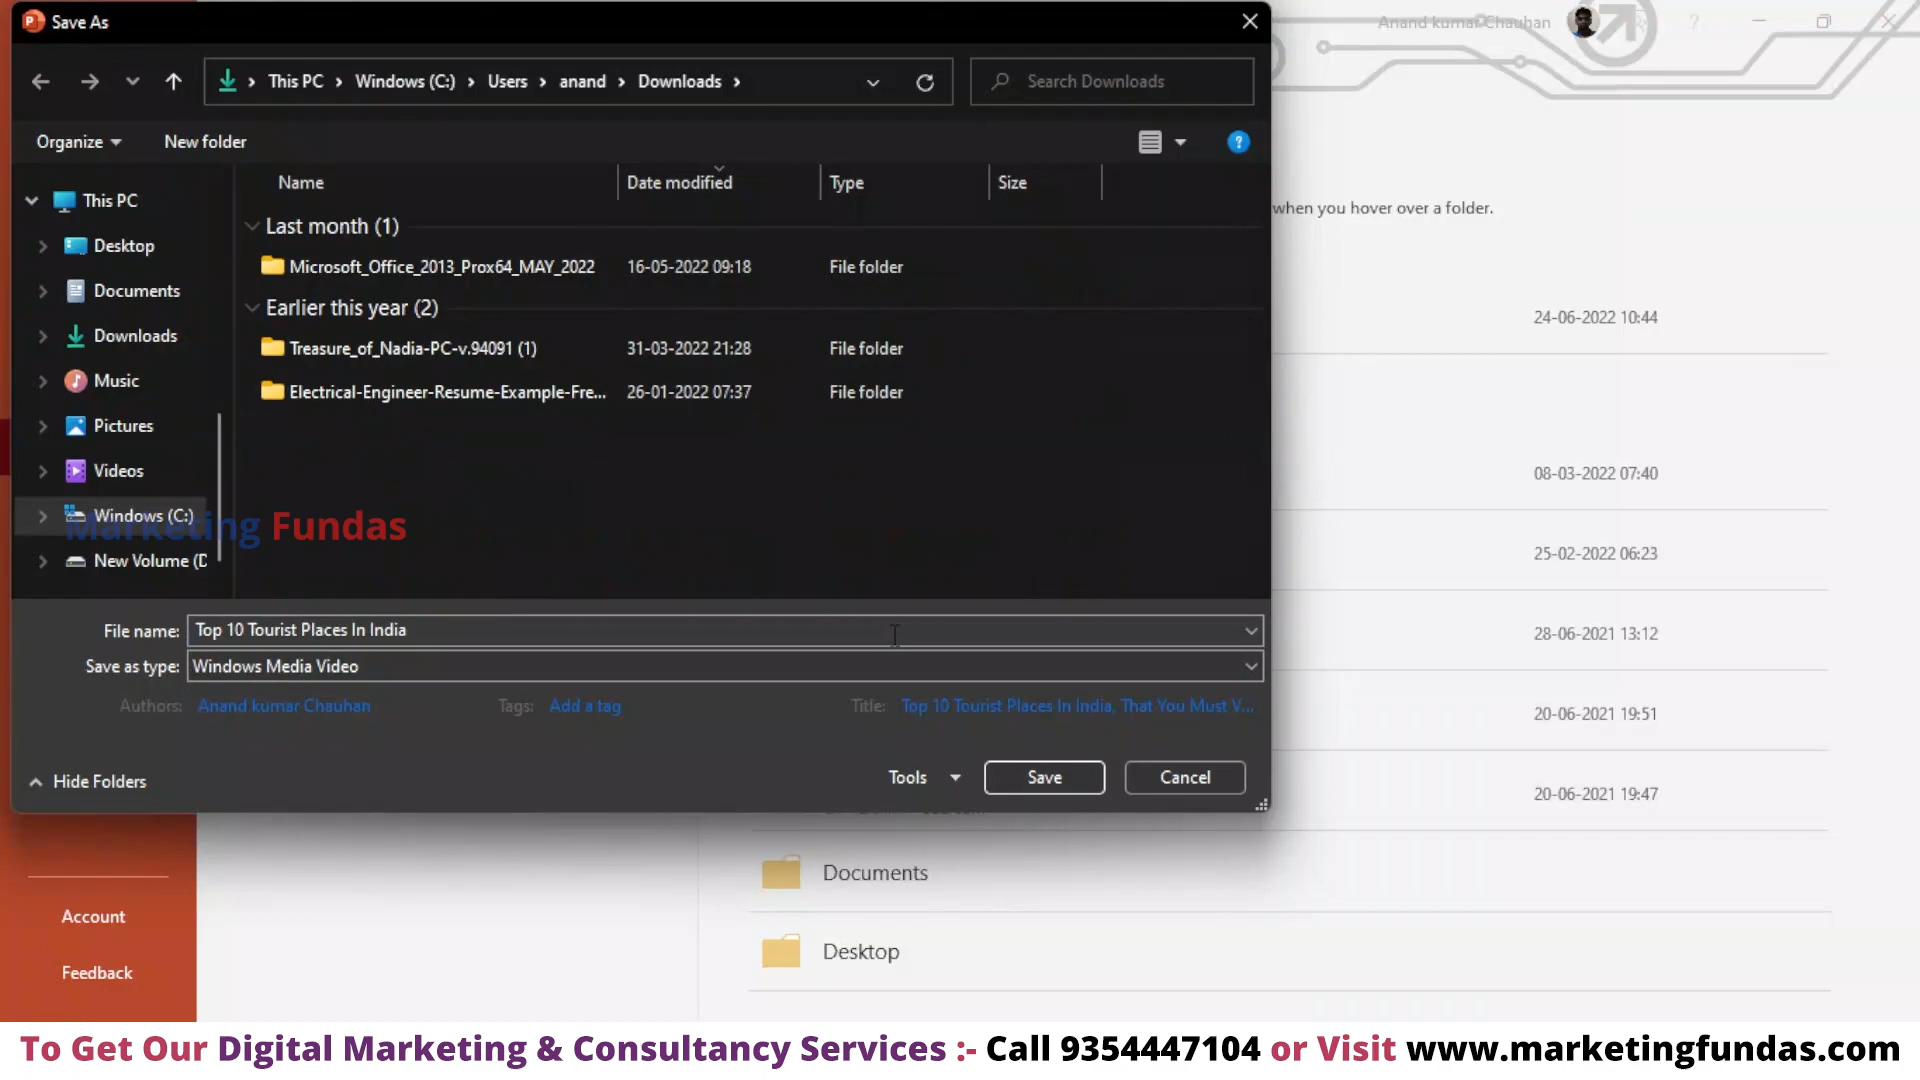 Save As
Anand kumar Chauhan
This PC
Windows (C:)
Users
anand
Downloads
Search Downloads
Organize
New folder
Name
Date modified
Type
Size
This PC
Desktop
Documents
Downloads
Music
Pictures
Videos
Windows (C:)
New Volume (D
Last month (1)
Microsoft_Office_2013_Prox64_MAY_2022 16-05-2022 09:18 File folder
Earlier this year (2)
Treasure_of_Nadia-PC-v.94091 (1) 31-03-2022 21:28 File folder
Electrical-Engineer-Resume-Example-Fre... 26-01-2022 07:37 File folder
Marketing Fundas
File name: Top 10 Tourist Places In India
Save as type: Windows Media Video
Authors: Anand kumar Chauhan Tags: Add a tag Title: Top 10 Tourist Places In India, That You Must V...
Hide Folders
Tools
Save
Cancel
when you hover over a folder.
24-06-2022 10:44
08-03-2022 07:40
25-02-2022 06:23
28-06-2021 13:12
20-06-2021 19:51
20-06-2021 19:47
Documents
Desktop
Account
Feedback
To Get Our Digital Marketing & Consultancy Services :- Call 9354447104 or Visit www.marketingfundas.com